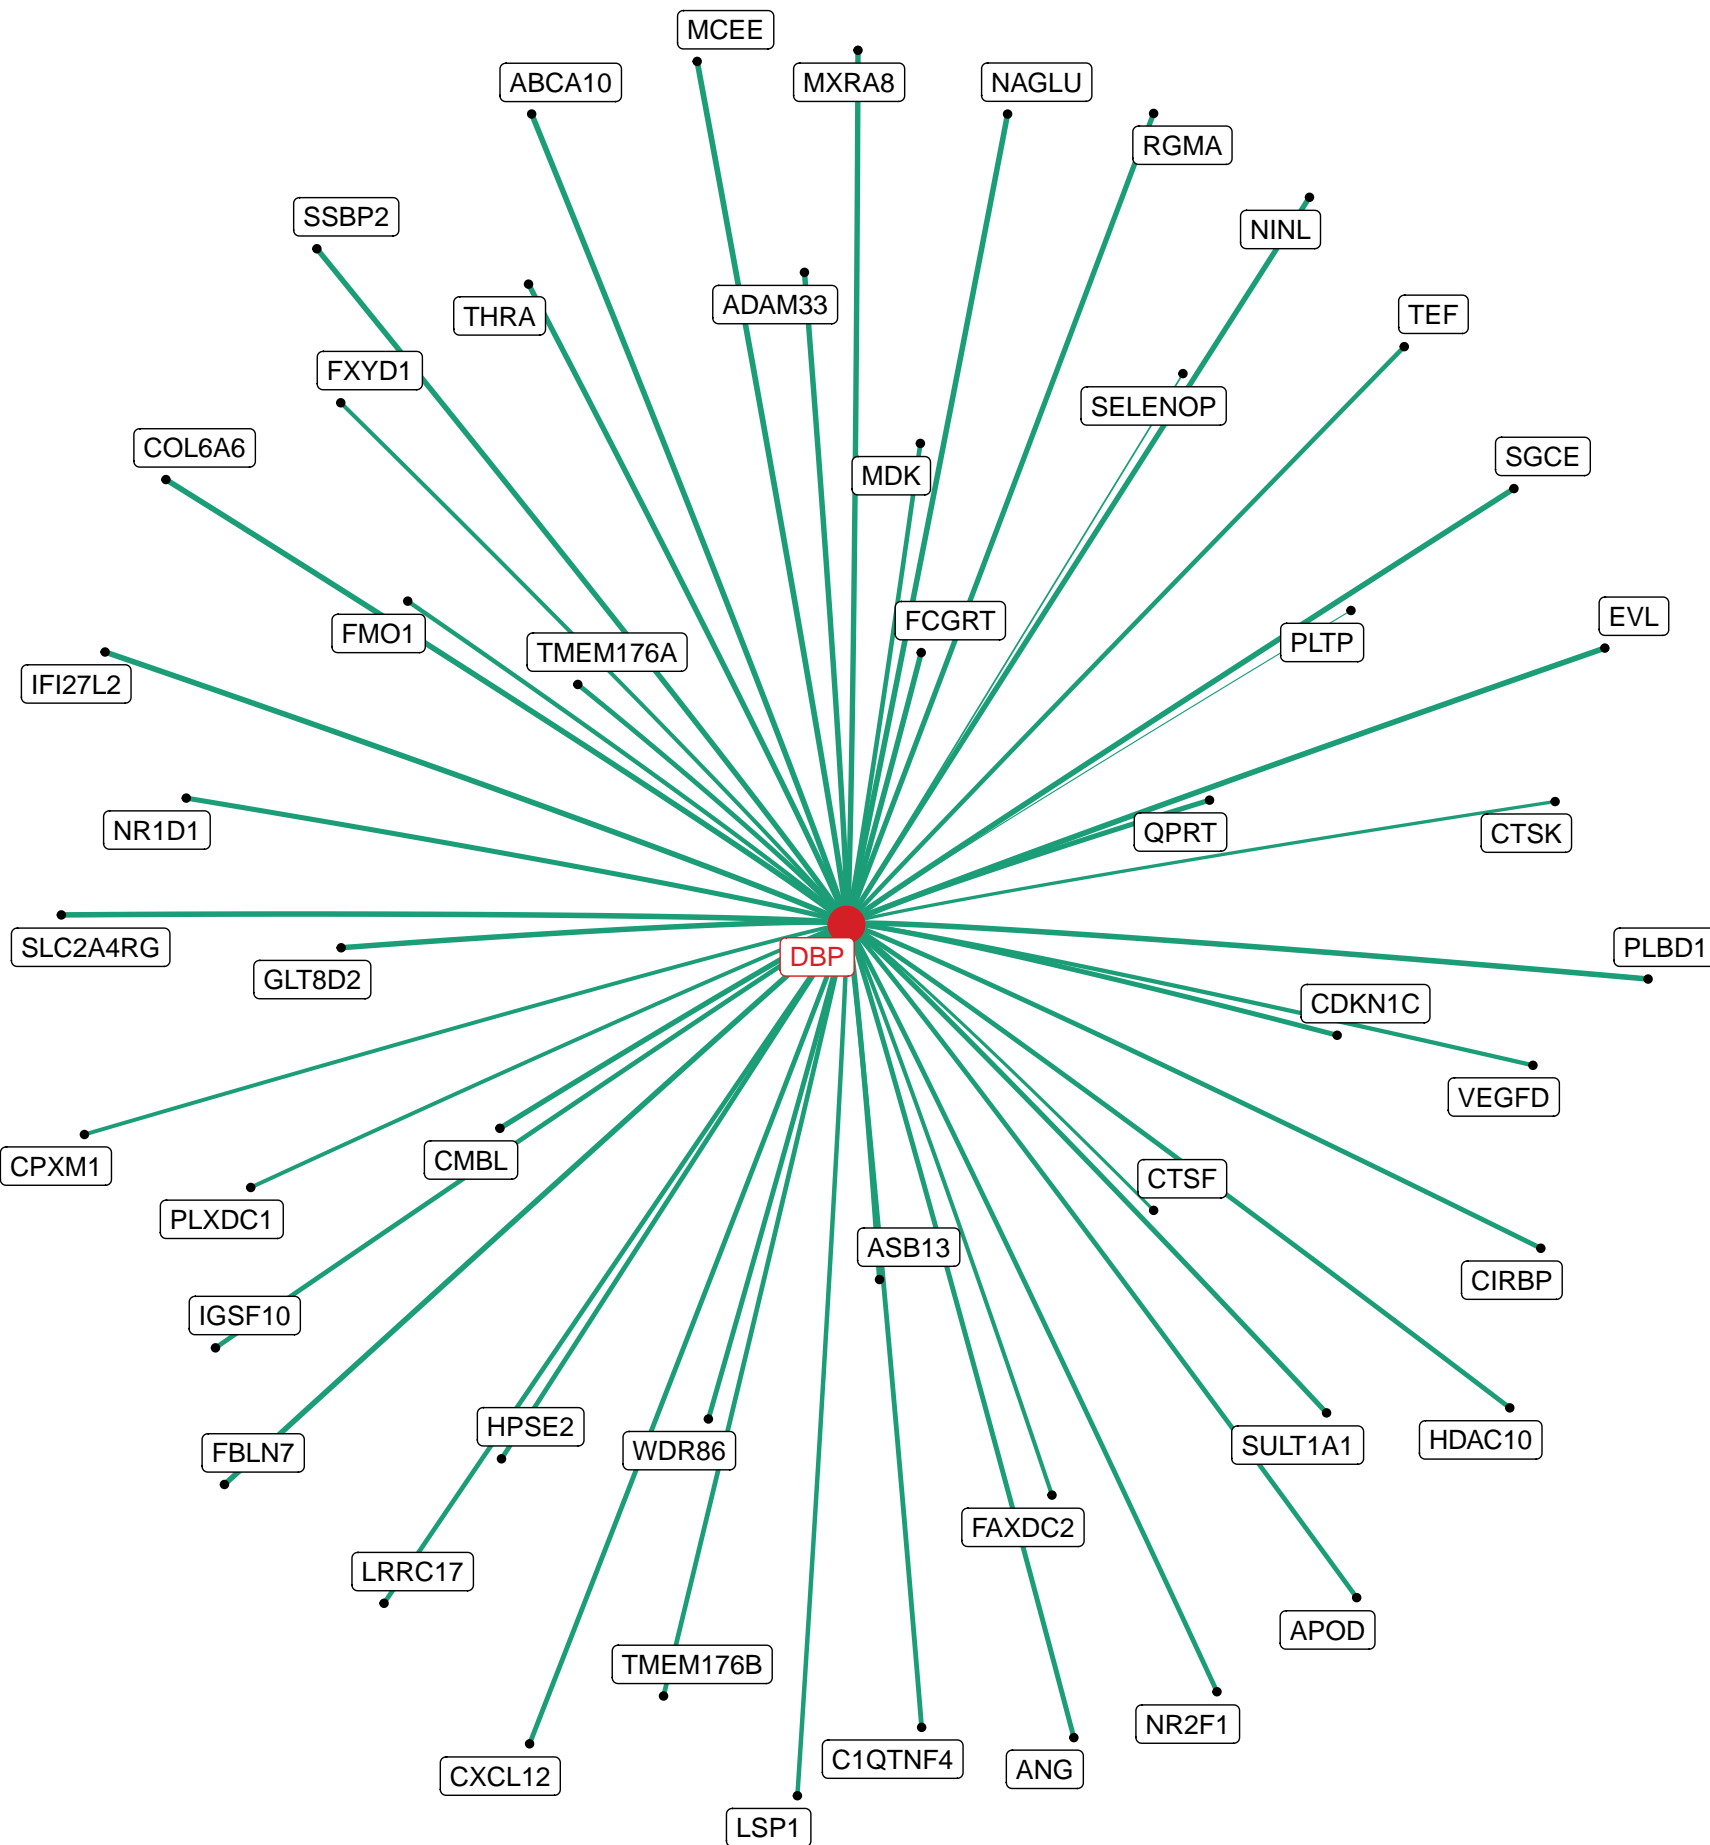 MCEE
ABCA10
MXRA8
NAGLU
RGMA
SSBP2
NINL
THRA
ADAM33
TEF
FXYD1
SELENOP
COL6A6
MDK
SGCE
FMO1
TMEM176A
FCGRT
PLTP
EVL
IFI27L2
NR1D1
QPRT
CTSK
SLC2A4RG
GLT8D2
DBP
PLBD1
CDKN1C
VEGFD
CPXM1
CMBL
CTSF
PLXDC1
ASB13
CIRBP
IGSF10
HPSE2
FBLN7
WDR86
SULT1A1
HDAC10
FAXDC2
LRRC17
APOD
TMEM176B
NR2F1
C1QTNF4
ANG
CXCL12
LSP1